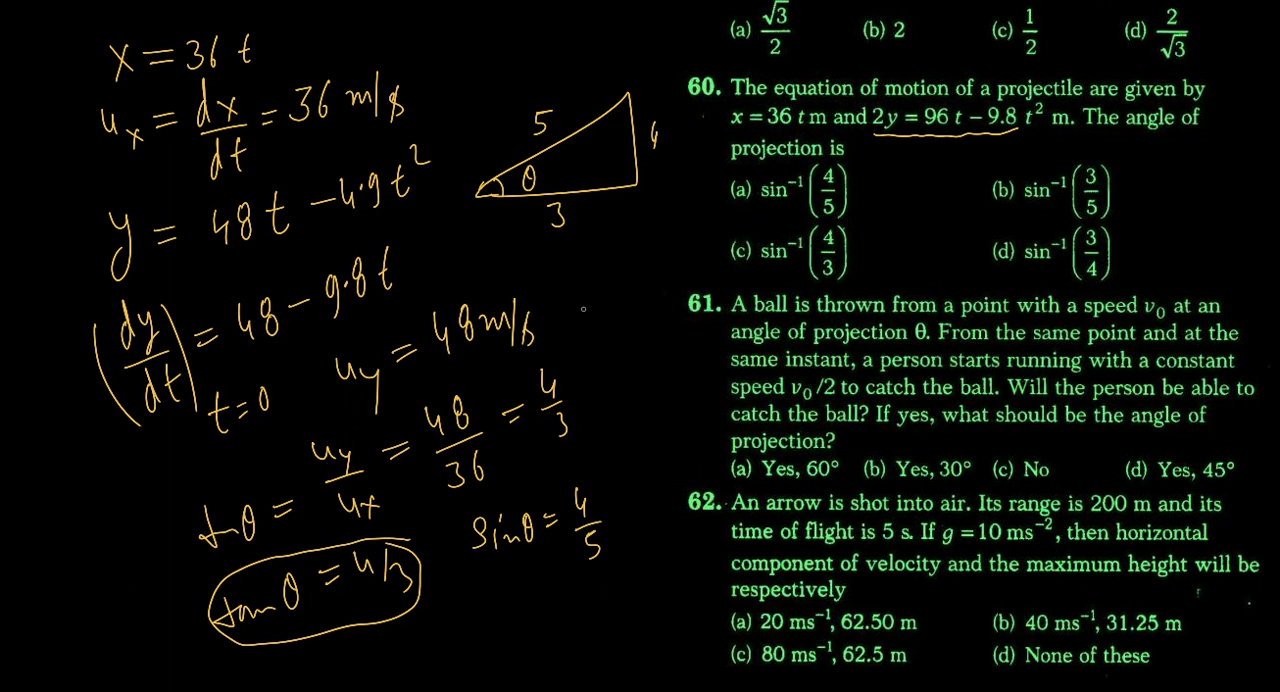 x = 36 t
u_x = dx/dt = 36 m/s
y = 48 t - 4.9 t²
(dy/dt) t=0 = 48 - 9.8 t
u_y = 48 m/s
tanθ = u_y/u_x = 48/36 = 4/3
tan θ = 4/3
sinθ = 4/5
5
4
θ
3
(a) √3/2 (b) 2 (c) 1/2 (d) 2/√3
60. The equation of motion of a projectile are given by
x = 36 t m and 2y = 96 t – 9.8 t² m. The angle of
projection is
(a) sin⁻¹(4/5) (b) sin⁻¹(3/5)
(c) sin⁻¹(4/3) (d) sin⁻¹(3/4)
61. A ball is thrown from a point with a speed v₀ at an
angle of projection θ. From the same point and at the
same instant, a person starts running with a constant
speed v₀/2 to catch the ball. Will the person be able to
catch the ball? If yes, what should be the angle of
projection?
(a) Yes, 60° (b) Yes, 30° (c) No (d) Yes, 45°
62. An arrow is shot into air. Its range is 200 m and its
time of flight is 5 s. If g = 10 ms⁻², then horizontal
component of velocity and the maximum height will be
respectively
(a) 20 ms⁻¹, 62.50 m (b) 40 ms⁻¹, 31.25 m
(c) 80 ms⁻¹, 62.5 m (d) None of these